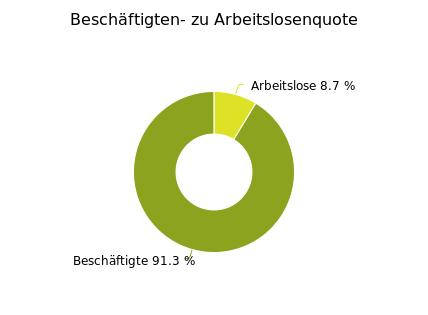 Beschäftigten- zu Arbeitslosenquote
Arbeitslose 8.7 %
Beschäftigte 91.3 %